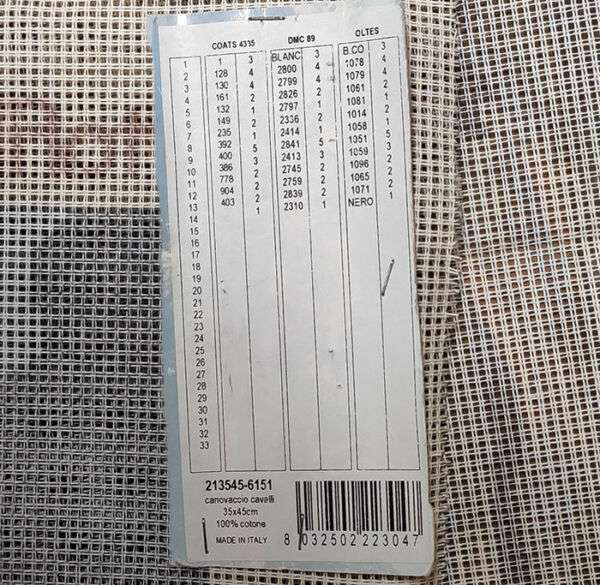 COATS 4335 DMC 89 OLTES
1 1 3 BLANC 3 B.CO 3
2 128 4 2800 4 1078 4
3 130 4 2799 4 1079 4
4 161 2 2826 2 1061 2
5 132 1 2797 1 1081 1
6 149 2 2336 2 1014 2
7 235 1 2414 1 1058 1
8 392 5 2841 5 1051 5
9 400 3 2413 3 1059 3
10 386 2 2745 2 1096 2
11 778 2 2759 2 1065 2
12 904 2 2839 2 1071 2
13 403 1 2310 1 NERO 1
14
15
16
17
18
19
20
21
22
23
24
25
26
27
28
29
30
31
32
33
213545-6151
canovaccio cavelli
35x45cm
100% cotone
MADE IN ITALY
8 032502 223047